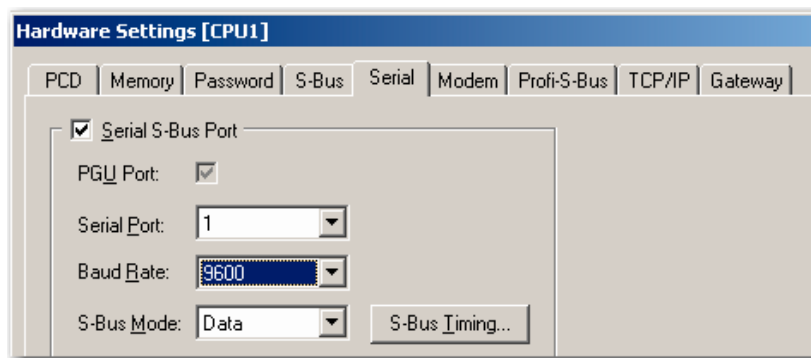 Hardware Settings [CPU1]
PCD Memory Password S-Bus Serial Modem Profi-S-Bus TCP/IP Gateway
Serial S-Bus Port
PGU Port:
Serial Port: 1
Baud Rate: 9600
S-Bus Mode: Data S-Bus Timing...